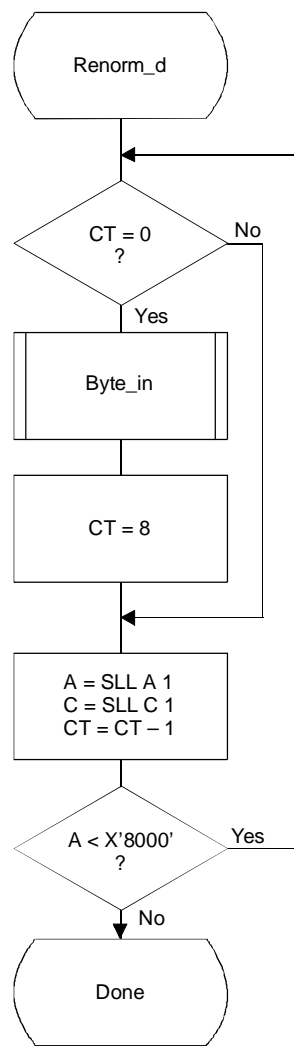 Renorm_d
CT = 0
?
No
Yes
Byte_in
CT = 8
A = SLL A 1
C = SLL C 1
CT = CT – 1
A < X'8000'
?
Yes
No
Done